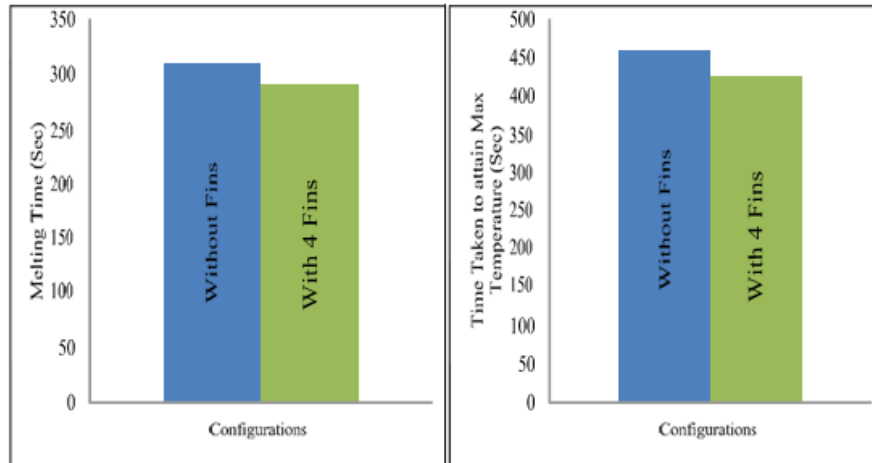 350
300
250
200
150
100
50
0
Melting Time (Sec)
Without Fins
With 4 Fins
Configurations
500
450
400
350
300
250
200
150
100
50
0
Time Taken to attain Max
Temperature (Sec)
Without Fins
With 4 Fins
Configurations